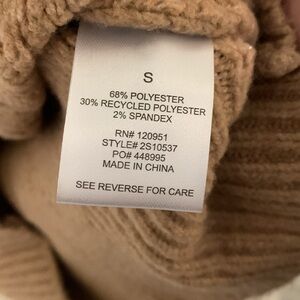 S
68% POLYESTER
30% RECYCLED POLYESTER
2% SPANDEX
RN# 120951
STYLE# 2S10537
PO# 448995
MADE IN CHINA
SEE REVERSE FOR CARE